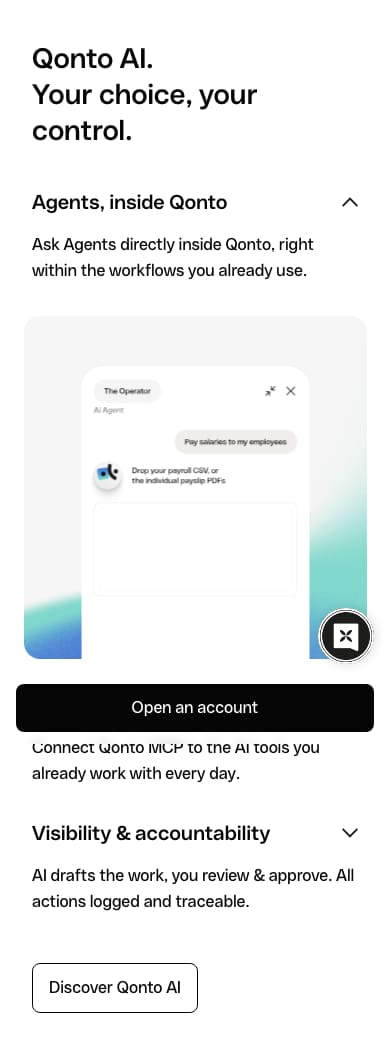 Qonto AI.
Your choice, your
control.
Agents, inside Qonto
Ask Agents directly inside Qonto, right
within the workflows you already use.
The Operator
AI Agent
Pay salaries to my employees
Drop your payroll CSV, or
the individual payslip PDFs
Open an account
Connect Qonto MCP to the AI tools you
already work with every day.
Visibility & accountability
AI drafts the work, you review & approve. All
actions logged and traceable.
Discover Qonto AI